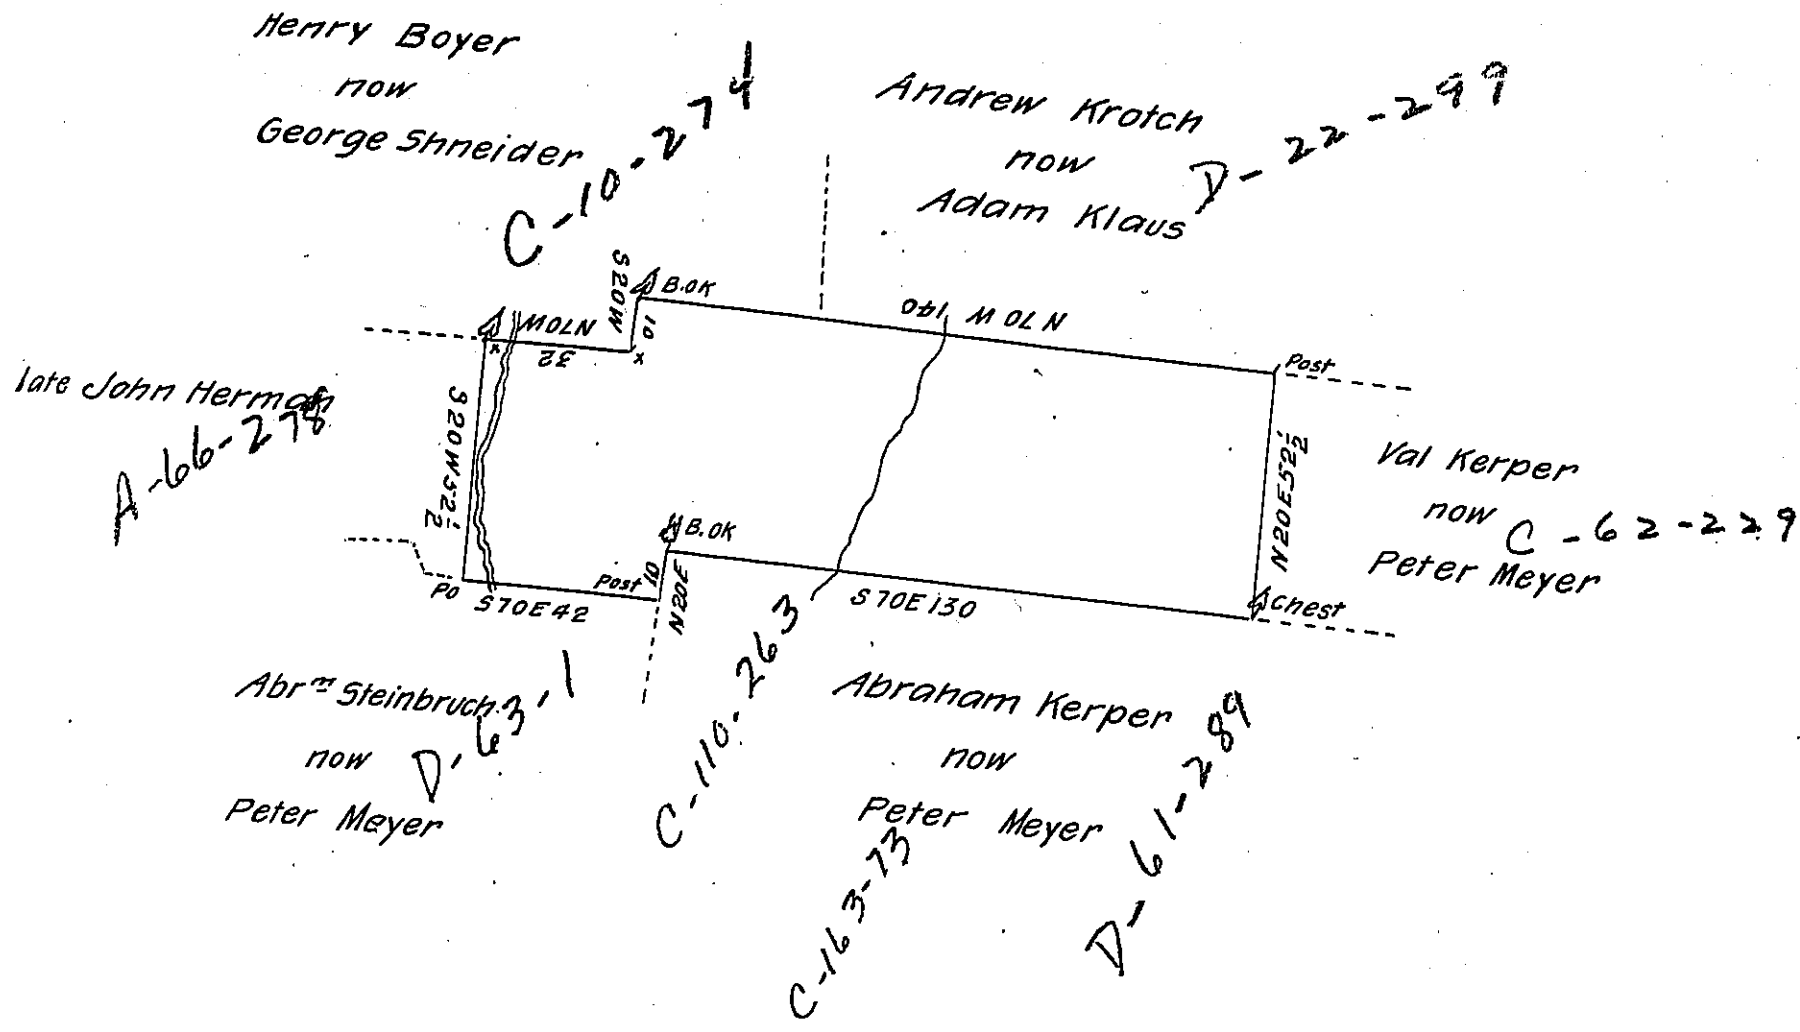 Henry Boyer
now
George Shneider
C-10-274
Andrew Krotch
now
Adam Klaus
D-22-299
S20W
10
B.OK
N70W
32
x
x
N70W 140
Post
late John Herman
A-66-278
S20W52½
N20E52½
Val Kerper
now
Peter Meyer
C-62-229
B.OK
Po
S70E42
Post
10
N20E
S70E130
Chest
Abrm Steinbruch
now
Peter Meyer
D-63-1
C-110-263
Abraham Kerper
now
Peter Meyer
D-61-289
C-163-73